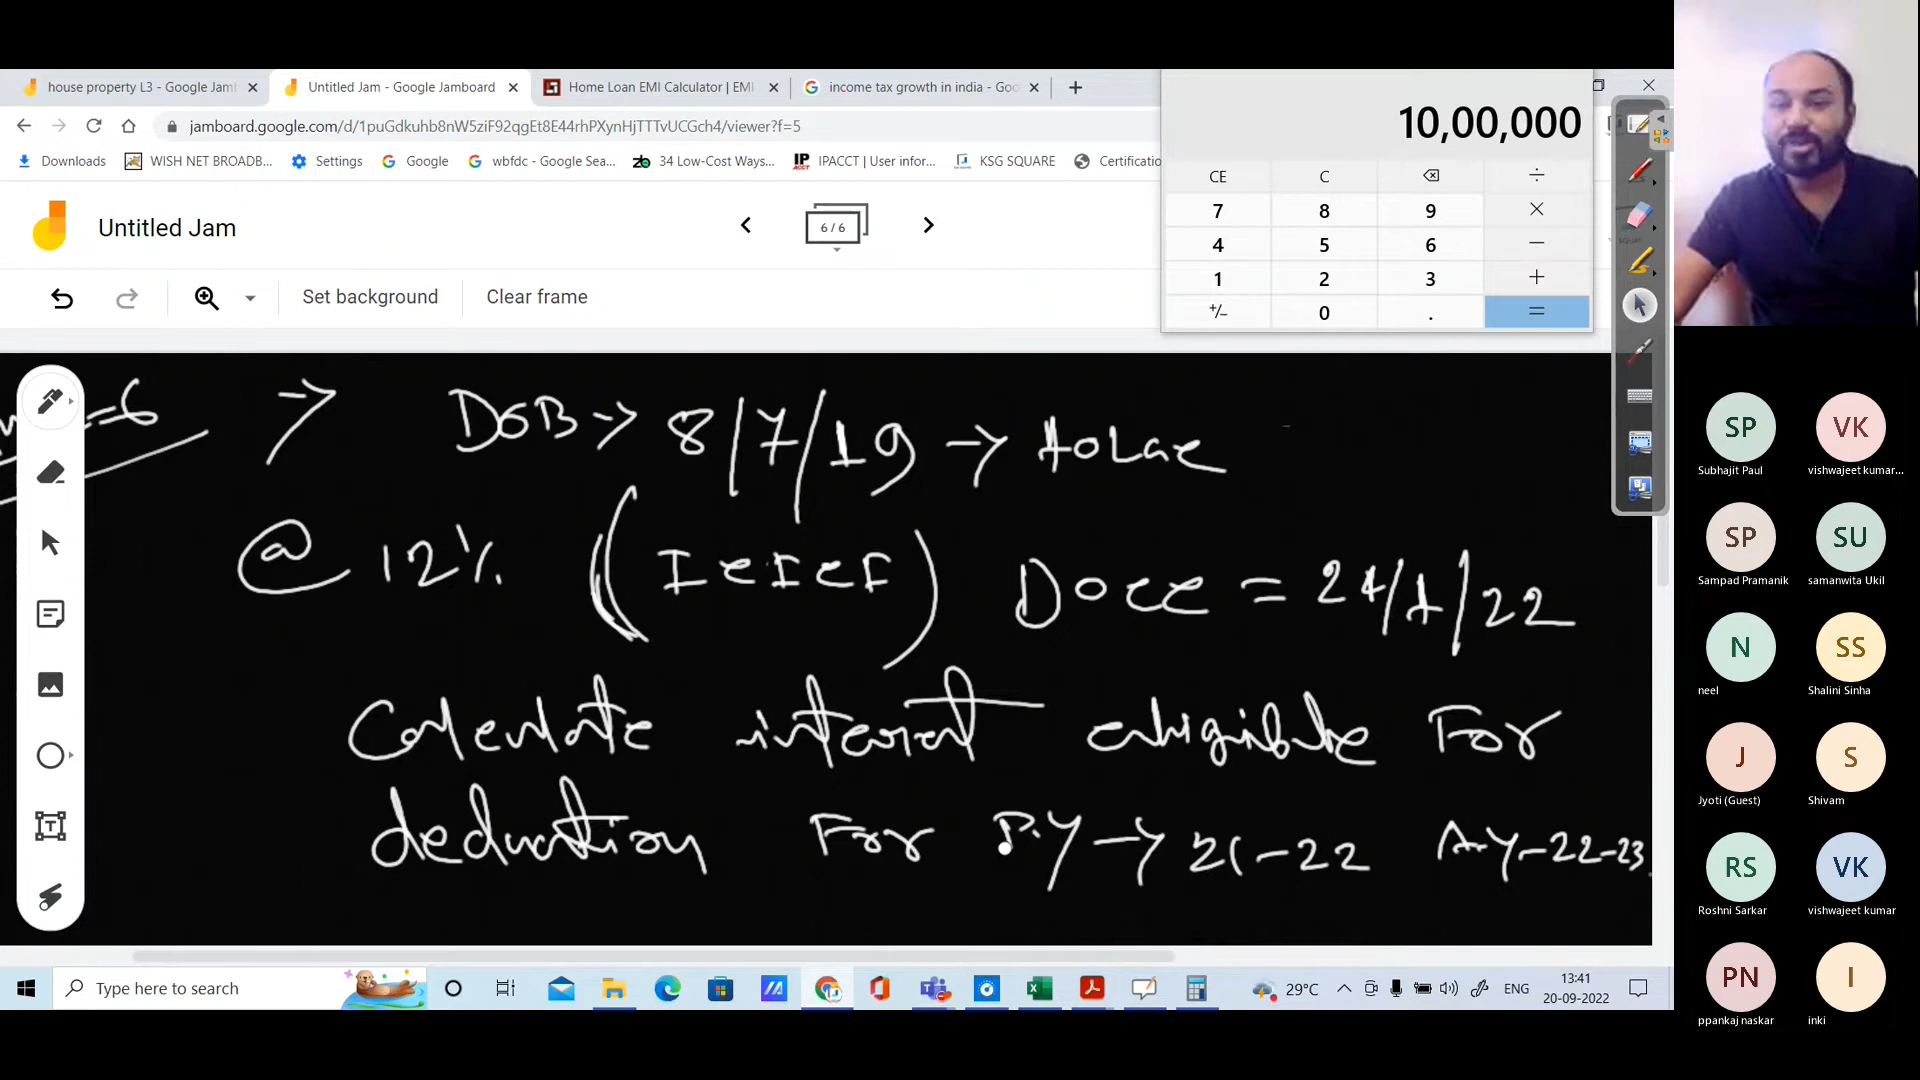 house property L3 - Google Jam
Untitled Jam - Google Jamboard
Home Loan EMI Calculator | EMI
income tax growth in india - Goo
jamboard.google.com/d/1puGdkuhb8nW5ziF92qgEt8E44rhPXynHjTTTvUCGch4/viewer?f=5
Downloads
WISH NET BROADB...
Settings
Google
wbfdc - Google Sea...
34 Low-Cost Ways...
IPACCT | User infor...
KSG SQUARE
Certificatio
10,00,000
CE C ÷
7 8 9 ×
4 5 6 −
1 2 3 +
+/− 0 . =
Untitled Jam
6 / 6
Set background
Clear frame
=6 → DOB → 8/7/19 → 40 Lac
@ 12% (ICICI) DOCC = 24/1/22
Calculate interest eligible for
deduction For P.Y → 21-22 A.Y-22-23
Type here to search
29°C
ENG
13:41
20-09-2022
SP
Subhajit Paul
VK
vishwajeet kumar...
SP
Sampad Pramanik
SU
samanwita Ukil
N
neel
SS
Shalini Sinha
J
Jyoti (Guest)
S
Shivam
RS
Roshni Sarkar
VK
vishwajeet kumar
PN
ppankaj naskar
I
inki